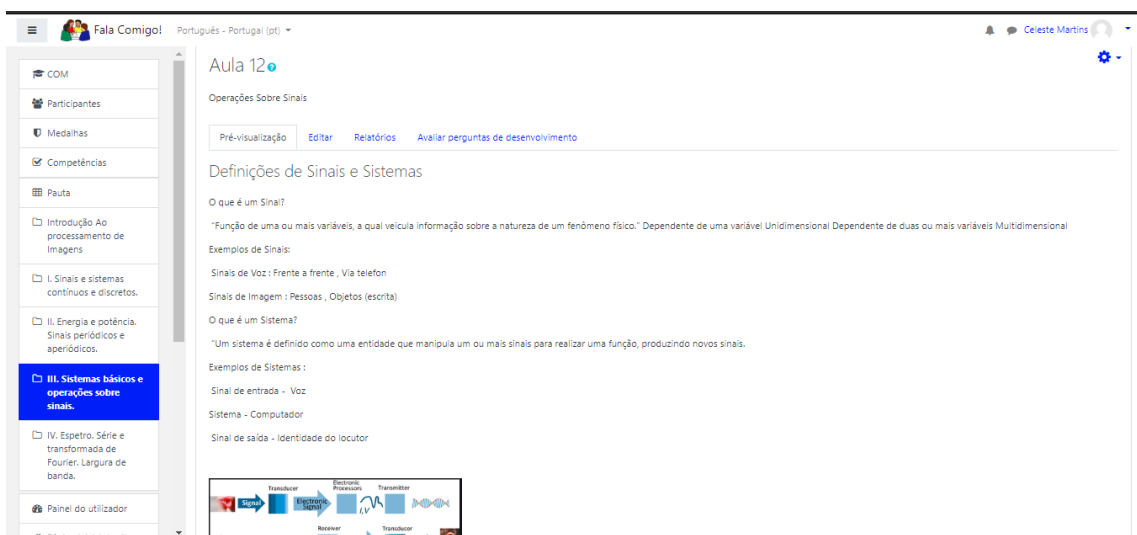 Fala Comigo! Português - Portugal (pt)
Celeste Martins
COM
Participantes
Medalhas
Competências
Pauta
Introdução Ao
processamento de
Imagens
I. Sinais e sistemas
contínuos e discretos.
II. Energia e potência.
Sinais periódicos e
aperiódicos.
III. Sistemas básicos e
operações sobre
sinais.
IV. Espetro. Série e
transformada de
Fourier. Largura de
banda.
Painel do utilizador
Aula 12
Operações Sobre Sinais
Pré-visualização Editar Relatórios Avaliar perguntas de desenvolvimento
Definições de Sinais e Sistemas
O que é um Sinal?
"Função de uma ou mais variáveis, a qual veicula informação sobre a natureza de um fenômeno físico." Dependente de uma variável Unidimensional Dependente de duas ou mais variáveis Multidimensional
Exemplos de Sinais:
Sinais de Voz : Frente a frente , Via telefon
Sinais de Imagem : Pessoas , Objetos (escrita)
O que é um Sistema?
"Um sistema é definido como uma entidade que manipula um ou mais sinais para realizar uma função, produzindo novos sinais.
Exemplos de Sistemas :
Sinal de entrada - Voz
Sistema - Computador
Sinal de saída - Identidade do locutor
Signal
Transducer
Electronic
Signal
Electronic
Processors
Transmitter
Receiver
Transducer